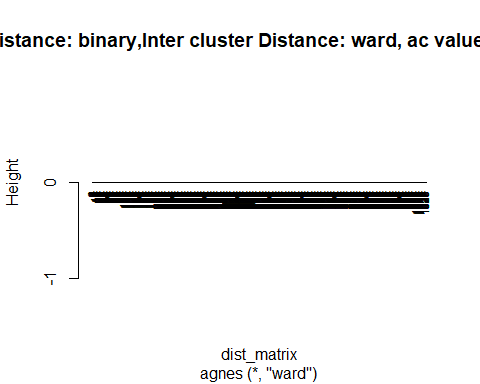 istance: binary,Inter cluster Distance: ward, ac value
Height
0
-1
dist_matrix
agnes (*, "ward")